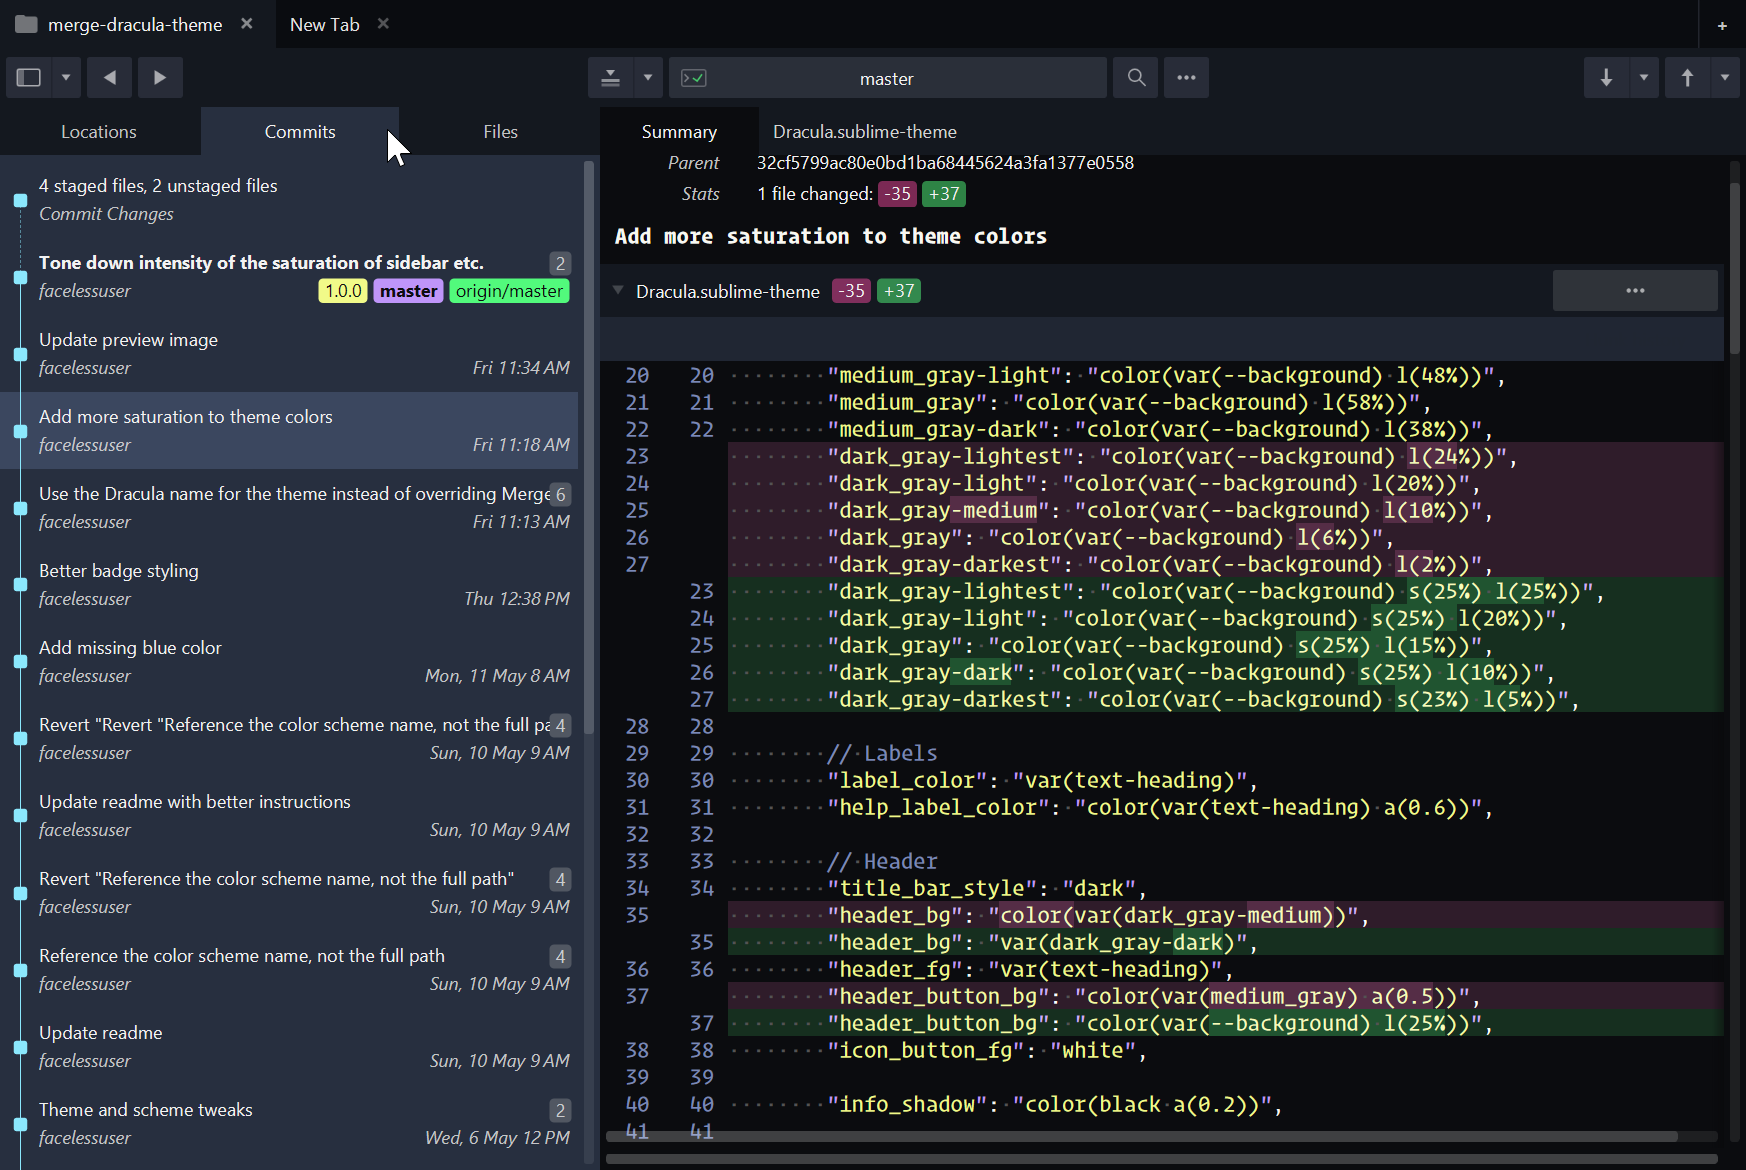 merge-dracula-theme × New Tab × +
master
Locations Commits Files
4 staged files, 2 unstaged files
Commit Changes
Tone down intensity of the saturation of sidebar etc. 2
facelessuser 1.0.0 master origin/master
Update preview image
facelessuser Fri 11:34 AM
Add more saturation to theme colors
facelessuser Fri 11:18 AM
Use the Dracula name for the theme instead of overriding Merge 6
facelessuser Fri 11:13 AM
Better badge styling
facelessuser Thu 12:38 PM
Add missing blue color
facelessuser Mon, 11 May 8 AM
Revert "Revert "Reference the color scheme name, not the full pa 4
facelessuser Sun, 10 May 9 AM
Update readme with better instructions
facelessuser Sun, 10 May 9 AM
Revert "Reference the color scheme name, not the full path" 4
facelessuser Sun, 10 May 9 AM
Reference the color scheme name, not the full path 4
facelessuser Sun, 10 May 9 AM
Update readme
facelessuser Sun, 10 May 9 AM
Theme and scheme tweaks 2
facelessuser Wed, 6 May 12 PM
Summary Dracula.sublime-theme
Parent 32cf5799ac80e0bd1ba68445624a3fa1377e0558
Stats 1 file changed: -35 +37
Add more saturation to theme colors
Dracula.sublime-theme -35 +37 •••
20 20 ········"medium_gray-light":·"color(var(--background)·l(48%))",
21 21 ········"medium_gray":·"color(var(--background)·l(58%))",
22 22 ········"medium_gray-dark":·"color(var(--background)·l(38%))",
23 ········"dark_gray-lightest":·"color(var(--background)·l(24%))",
24 ········"dark_gray-light":·"color(var(--background)·l(20%))",
25 ········"dark_gray-medium":·"color(var(--background)·l(10%))",
26 ········"dark_gray":·"color(var(--background)·l(6%))",
27 ········"dark_gray-darkest":·"color(var(--background)·l(2%))",
23 ········"dark_gray-lightest":·"color(var(--background)·s(25%)·l(25%))",
24 ········"dark_gray-light":·"color(var(--background)·s(25%)·l(20%))",
25 ········"dark_gray":·"color(var(--background)·s(25%)·l(15%))",
26 ········"dark_gray-dark":·"color(var(--background)·s(25%)·l(10%))",
27 ········"dark_gray-darkest":·"color(var(--background)·s(23%)·l(5%))",
28 28
29 29 ········//·Labels
30 30 ········"label_color":·"var(text-heading)",
31 31 ········"help_label_color":·"color(var(text-heading)·a(0.6))",
32 32
33 33 ········//·Header
34 34 ········"title_bar_style":·"dark",
35 ········"header_bg":·"color(var(dark_gray-medium))",
35 ········"header_bg":·"var(dark_gray-dark)",
36 36 ········"header_fg":·"var(text-heading)",
37 ········"header_button_bg":·"color(var(medium_gray)·a(0.5))",
37 ········"header_button_bg":·"color(var(--background)·l(25%))",
38 38 ········"icon_button_fg":·"white",
39 39
40 40 ········"info_shadow":·"color(black·a(0.2))",
41 41